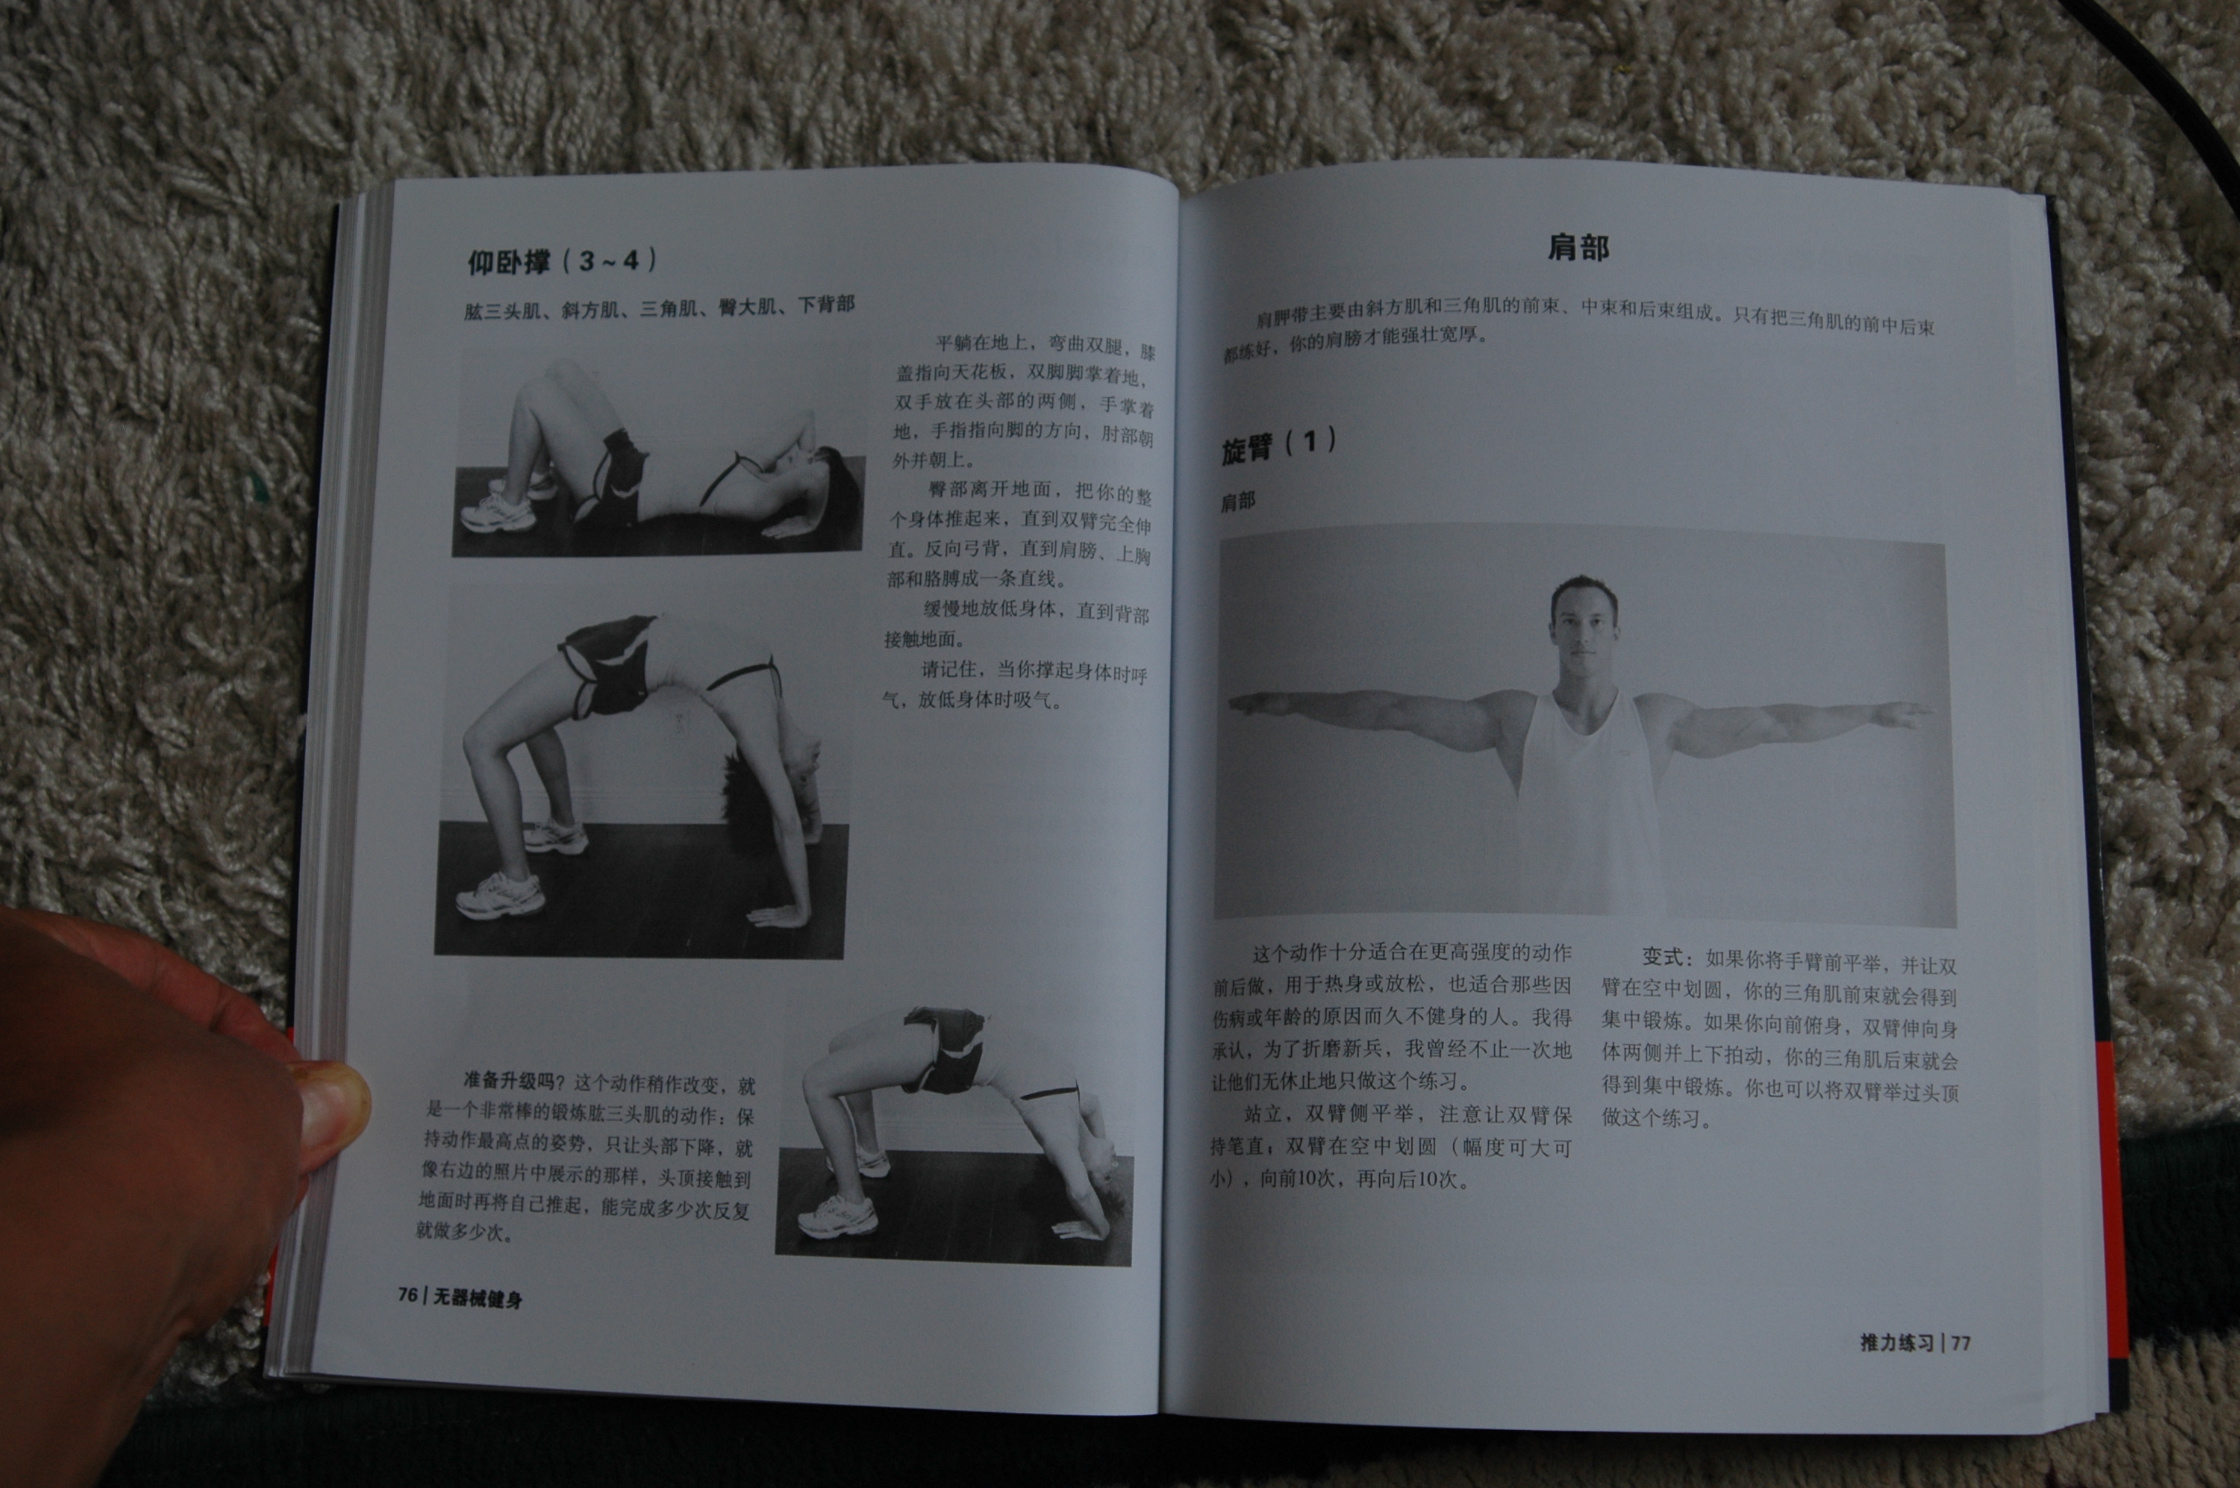 仰卧撑（3~4）
肱三头肌、斜方肌、三角肌、臀大肌、下背部
平躺在地上，弯曲双腿，膝
盖指向天花板，双脚脚掌着地，
双手放在头部的两侧，手掌着
地，手指指向脚的方向，肘部朝
外并朝上。
臀部离开地面，把你的整
个身体推起来，直到双臂完全伸
直。反向弓背，直到肩膀、上胸
部和胳膊成一条直线。
缓慢地放低身体，直到背部
接触地面。
请记住，当你撑起身体时呼
气，放低身体时吸气。
准备升级吗？这个动作稍作改变，就
是一个非常棒的锻炼肱三头肌的动作：保
持动作最高点的姿势，只让头部下降，就
像右边的照片中展示的那样，头顶接触到
地面时再将自己推起，能完成多少次反复
就做多少次。
76|无器械健身
肩部
肩胛带主要由斜方肌和三角肌的前束、中束和后束组成。只有把三角肌的前中后束
都练好，你的肩膀才能强壮宽厚。
旋臂（1）
肩部
这个动作十分适合在更高强度的动作
前后做，用于热身或放松，也适合那些因
伤病或年龄的原因而久不健身的人。我得
承认，为了折磨新兵，我曾经不止一次地
让他们无休止地只做这个练习。
站立，双臂侧平举，注意让双臂保
持笔直；双臂在空中划圆（幅度可大可
小），向前10次，再向后10次。
变式：如果你将手臂前平举，并让双
臂在空中划圆，你的三角肌前束就会得到
集中锻炼。如果你向前俯身，双臂伸向身
体两侧并上下拍动，你的三角肌后束就会
得到集中锻炼。你也可以将双臂举过头顶
做这个练习。
推力练习|77